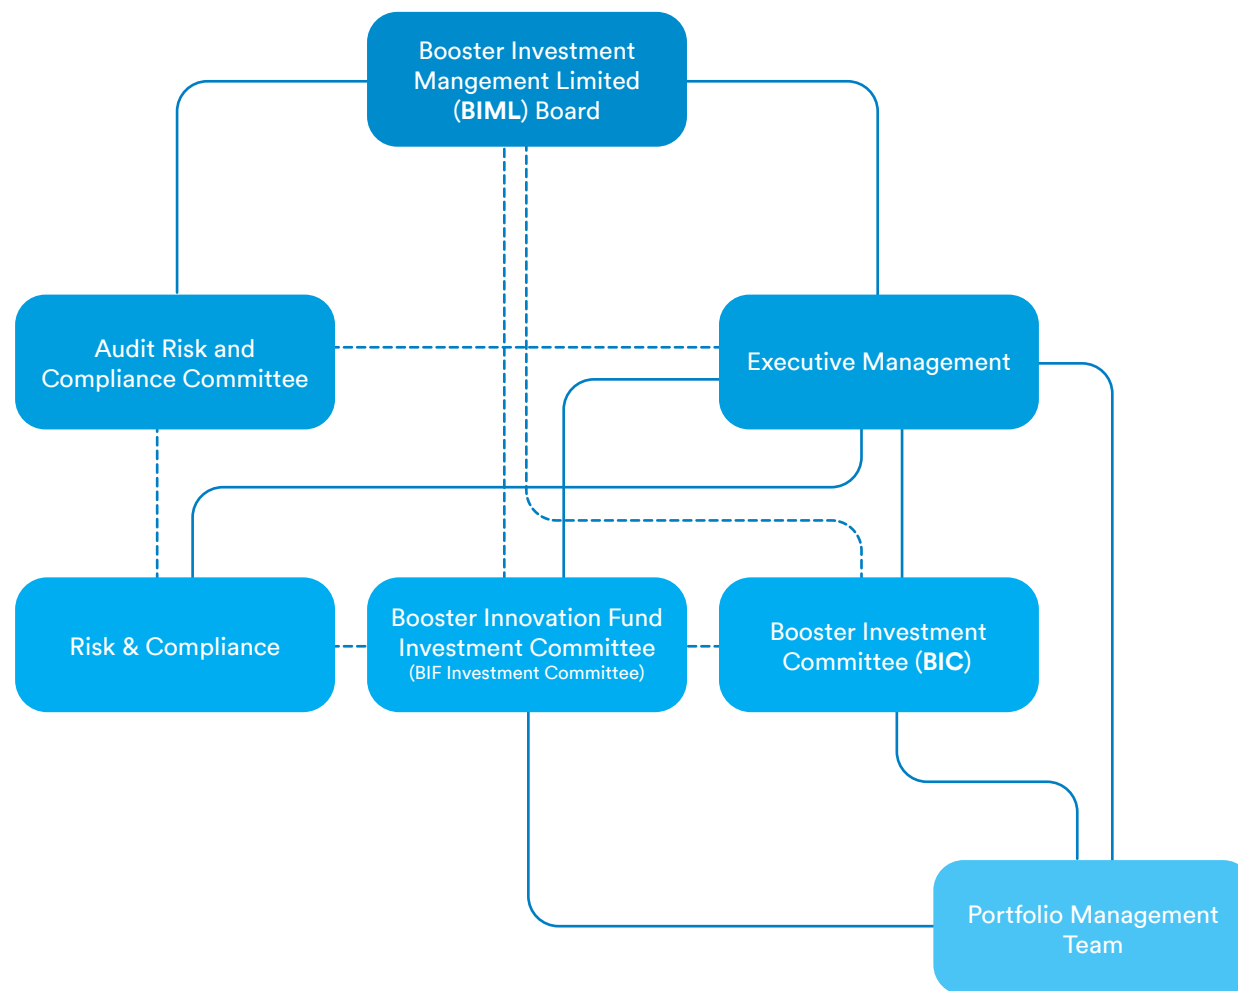 Booster Investment
Mangement Limited
(BIML) Board
Audit Risk and
Compliance Committee
Executive Management
Risk & Compliance
Booster Innovation Fund
Investment Committee
(BIF Investment Committee)
Booster Investment
Committee (BIC)
Portfolio Management
Team